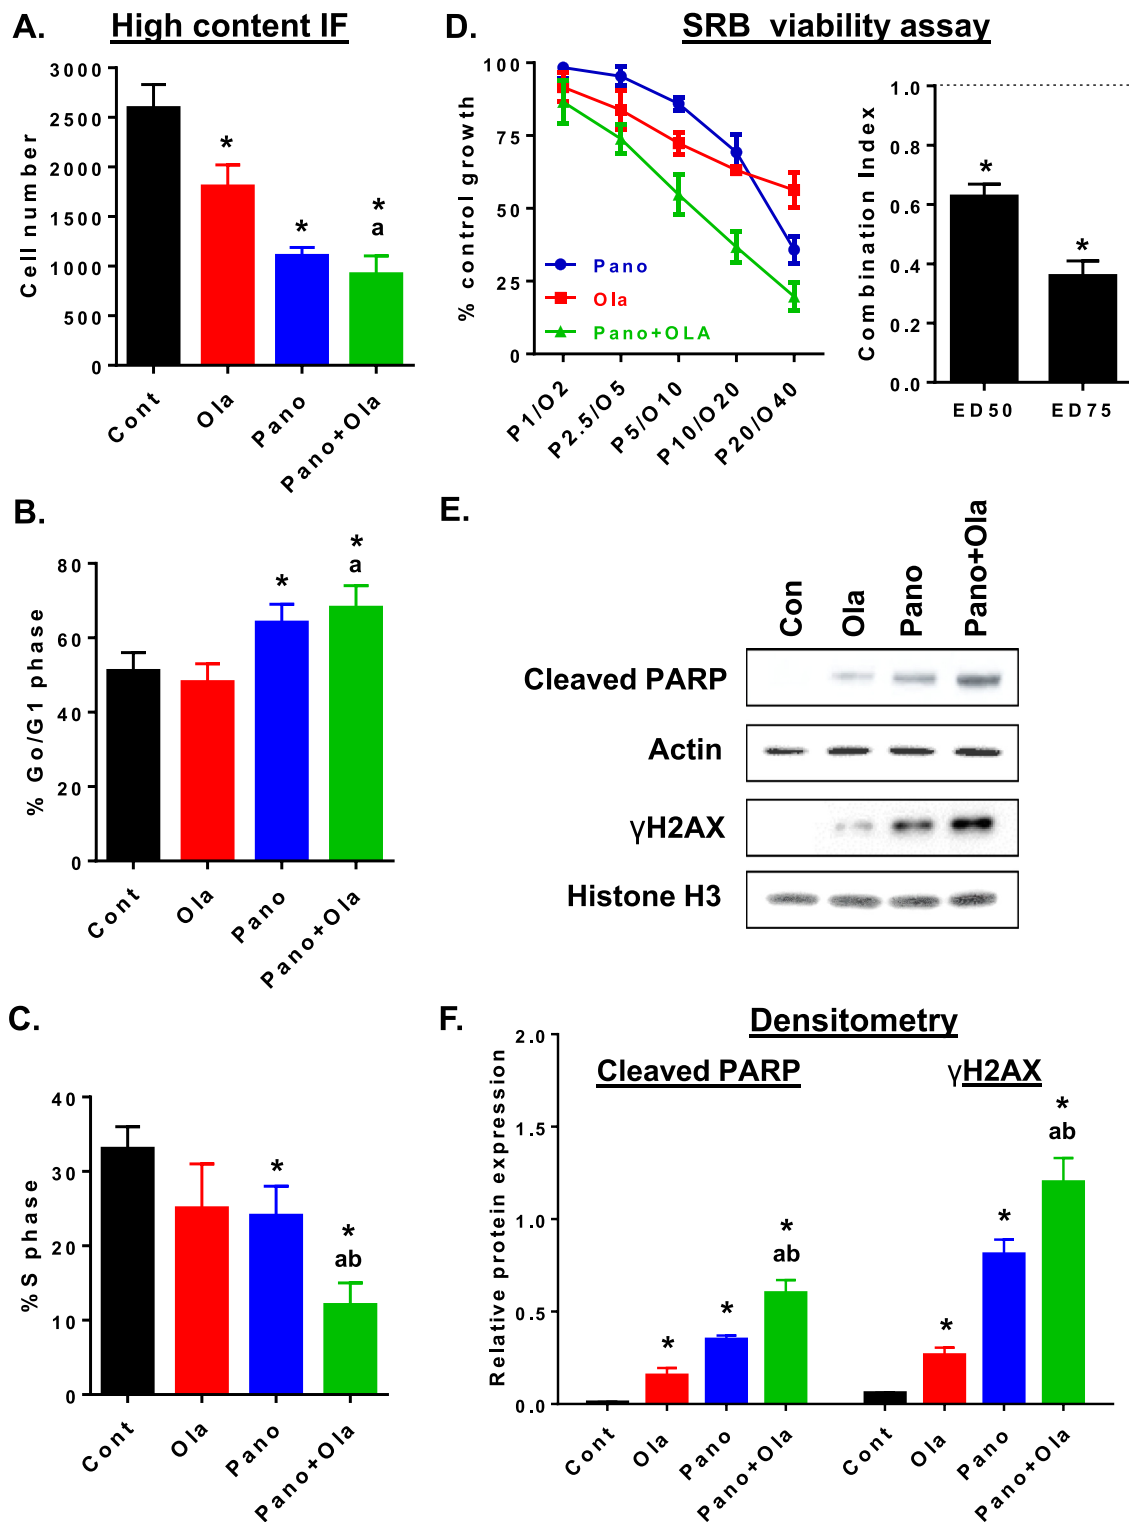 A.
High content IF
Cell number
3000
2500
2000
1500
1000
500
0
*
*
*
a
Cont
Ola
Pano
Pano+Ola
B.
% Go/G1 phase
80
60
40
20
0
*
*
a
Cont
Ola
Pano
Pano+Ola
C.
%S phase
40
30
20
10
0
*
*
ab
Cont
Ola
Pano
Pano+Ola
D.
SRB viability assay
% control growth
100
75
50
25
0
Pano
Ola
Pano+OLA
P1/O2
P2.5/O5
P5/O10
P10/O20
P20/O40
Combination Index
1.0
0.8
0.6
0.4
0.2
0.0
*
*
ED50
ED75
E.
Con
Ola
Pano
Pano+Ola
Cleaved PARP
Actin
γH2AX
Histone H3
F.
Densitometry
Relative protein expression
2.0
1.5
1.0
0.5
0.0
Cleaved PARP
γH2AX
*
*
*
ab
*
*
*
ab
Cont
Ola
Pano
Pano+Ola
Cont
Ola
Pano
Pano+Ola